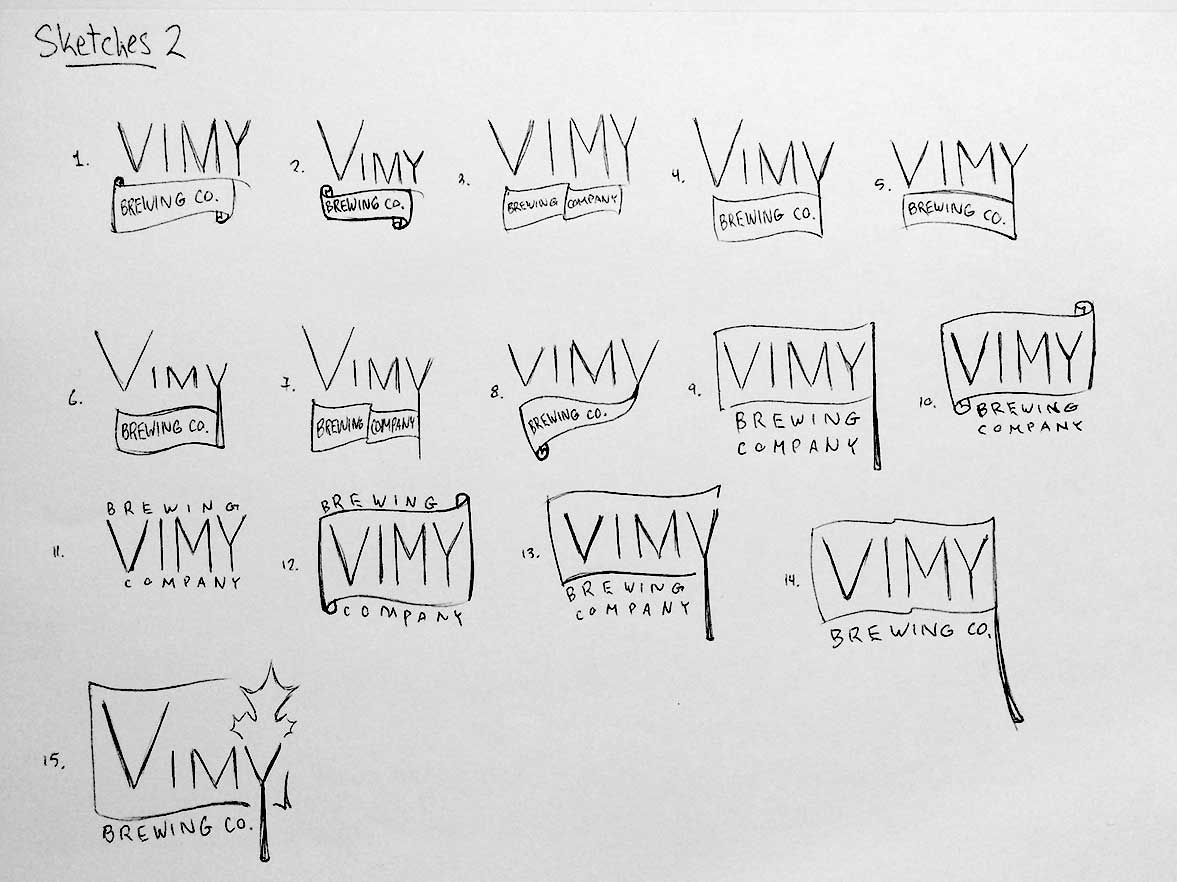 Sketches 2
1. VIMY
BREWING CO.
2. VIMY
BREWING CO.
3. VIMY
BREWING COMPANY
4. VIMY
BREWING CO.
5. VIMY
BREWING CO.
6. VIMY
BREWING CO.
7. VIMY
BREWING COMPANY
8. VIMY
BREWING CO.
9. VIMY
BREWING
COMPANY
10. VIMY
BREWING
COMPANY
11. BREWING
VIMY
COMPANY
12. BREWING
VIMY
COMPANY
13. VIMY
BREWING
COMPANY
14. VIMY
BREWING CO.
15. VIMY
BREWING CO.